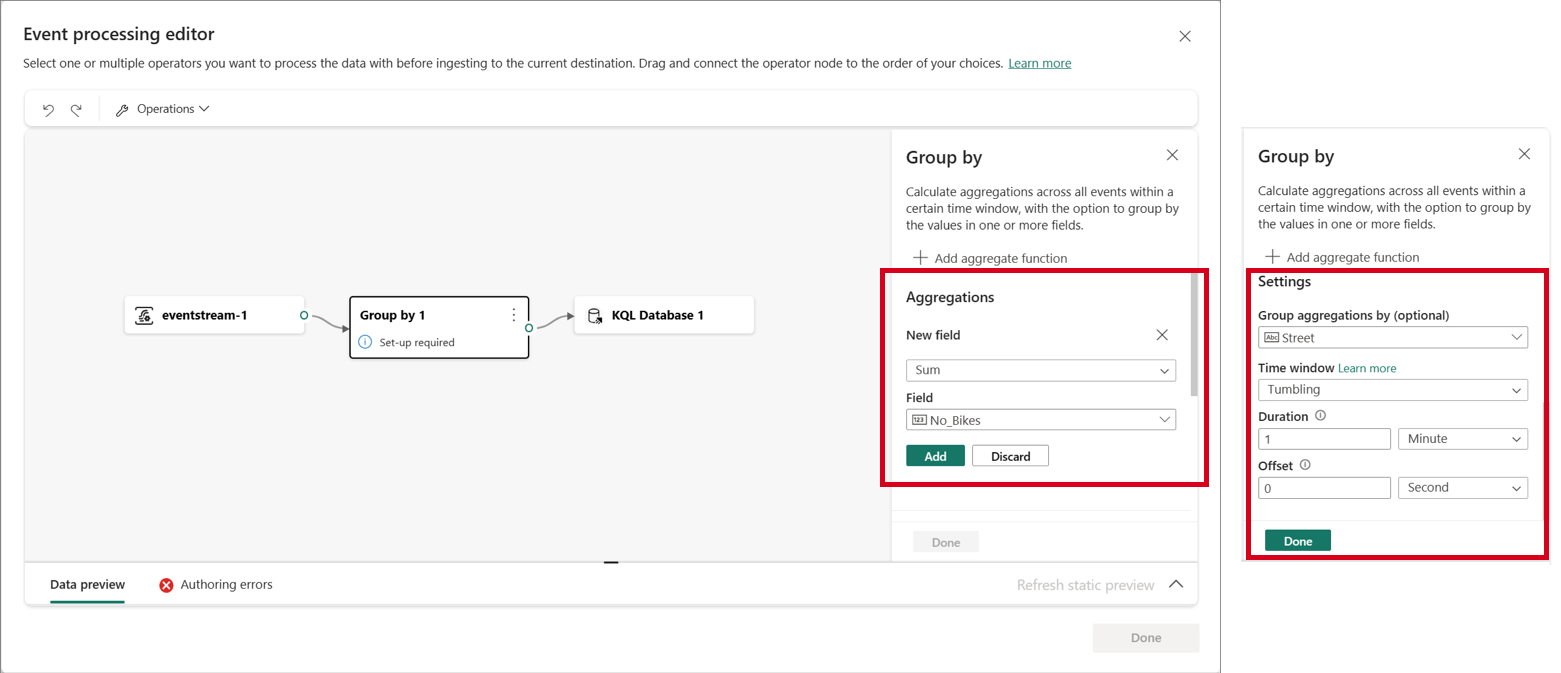 Event processing editor
Select one or multiple operators you want to process the data with before ingesting to the current destination. Drag and connect the operator node to the order of your choices. Learn more
Operations
eventstream-1
Group by 1
Set-up required
KQL Database 1
Group by
Calculate aggregations across all events within a
certain time window, with the option to group by
the values in one or more fields.
Add aggregate function
Aggregations
New field
Sum
Field
123 No_Bikes
Add Discard
Done
Data preview Authoring errors Refresh static preview
Done
Group by
Calculate aggregations across all events within a
certain time window, with the option to group by
the values in one or more fields.
Add aggregate function
Settings
Group aggregations by (optional)
Abc Street
Time window Learn more
Tumbling
Duration
1 Minute
Offset
0 Second
Done